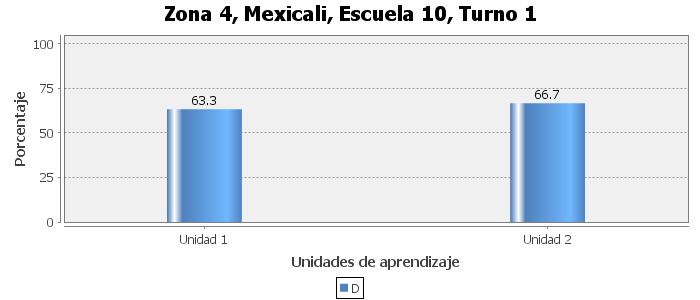 Zona 4, Mexicali, Escuela 10, Turno 1
Porcentaje
100
75
50
25
0
63.3
66.7
Unidad 1
Unidad 2
Unidades de aprendizaje
D